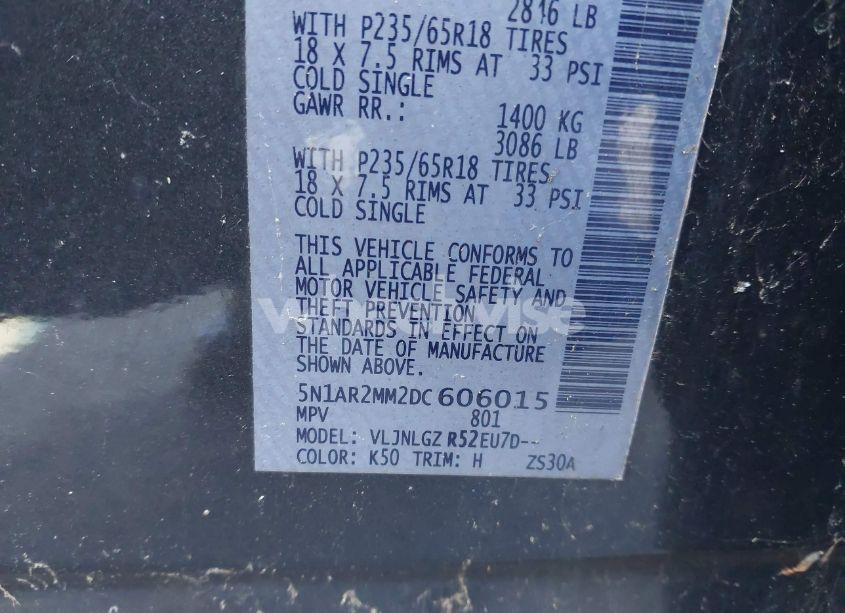 2816 LB
WITH P235/65R18 TIRES
18 X 7.5 RIMS AT 33 PSI
COLD SINGLE
GAWR RR.: 1400 KG
3086 LB
WITH P235/65R18 TIRES
18 X 7.5 RIMS AT 33 PSI
COLD SINGLE
THIS VEHICLE CONFORMS TO
ALL APPLICABLE FEDERAL
MOTOR VEHICLE SAFETY AND
THEFT PREVENTION
STANDARDS IN EFFECT ON
THE DATE OF MANUFACTURE
SHOWN ABOVE.
5N1AR2MM2DC606015
MPV 801
MODEL: VLJNLGZ R52EU7D--
COLOR: K50 TRIM: H ZS30A